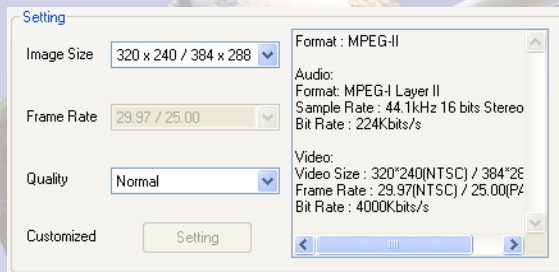 Setting
Image Size
320 x 240 / 384 x 288
Frame Rate
29.97 / 25.00
Quality
Normal
Customized
Setting
Format : MPEG-II
Audio:
Format: MPEG-I Layer II
Sample Rate : 44.1kHz 16 bits Stereo
Bit Rate : 224Kbits/s
Video:
Video Size : 320*240(NTSC) / 384*28
Frame Rate : 29.97(NTSC) / 25.00(PA
Bit Rate : 4000Kbits/s